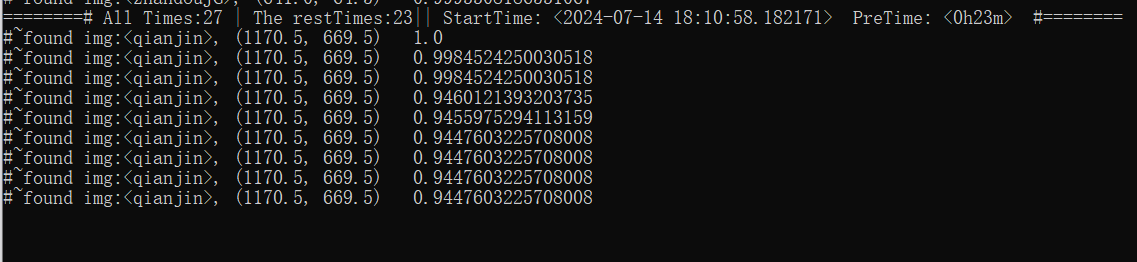 ========# All Times:27 | The restTimes:23|| StartTime: <2024-07-14 18:10:58.182171>  PreTime: <0h23m>  #========
#~found img:<qianjin>, (1170.5, 669.5)   1.0
#~found img:<qianjin>, (1170.5, 669.5)   0.9984524250030518
#~found img:<qianjin>, (1170.5, 669.5)   0.9984524250030518
#~found img:<qianjin>, (1170.5, 669.5)   0.9460121393203735
#~found img:<qianjin>, (1170.5, 669.5)   0.9455975294113159
#~found img:<qianjin>, (1170.5, 669.5)   0.9447603225708008
#~found img:<qianjin>, (1170.5, 669.5)   0.9447603225708008
#~found img:<qianjin>, (1170.5, 669.5)   0.9447603225708008
#~found img:<qianjin>, (1170.5, 669.5)   0.9447603225708008